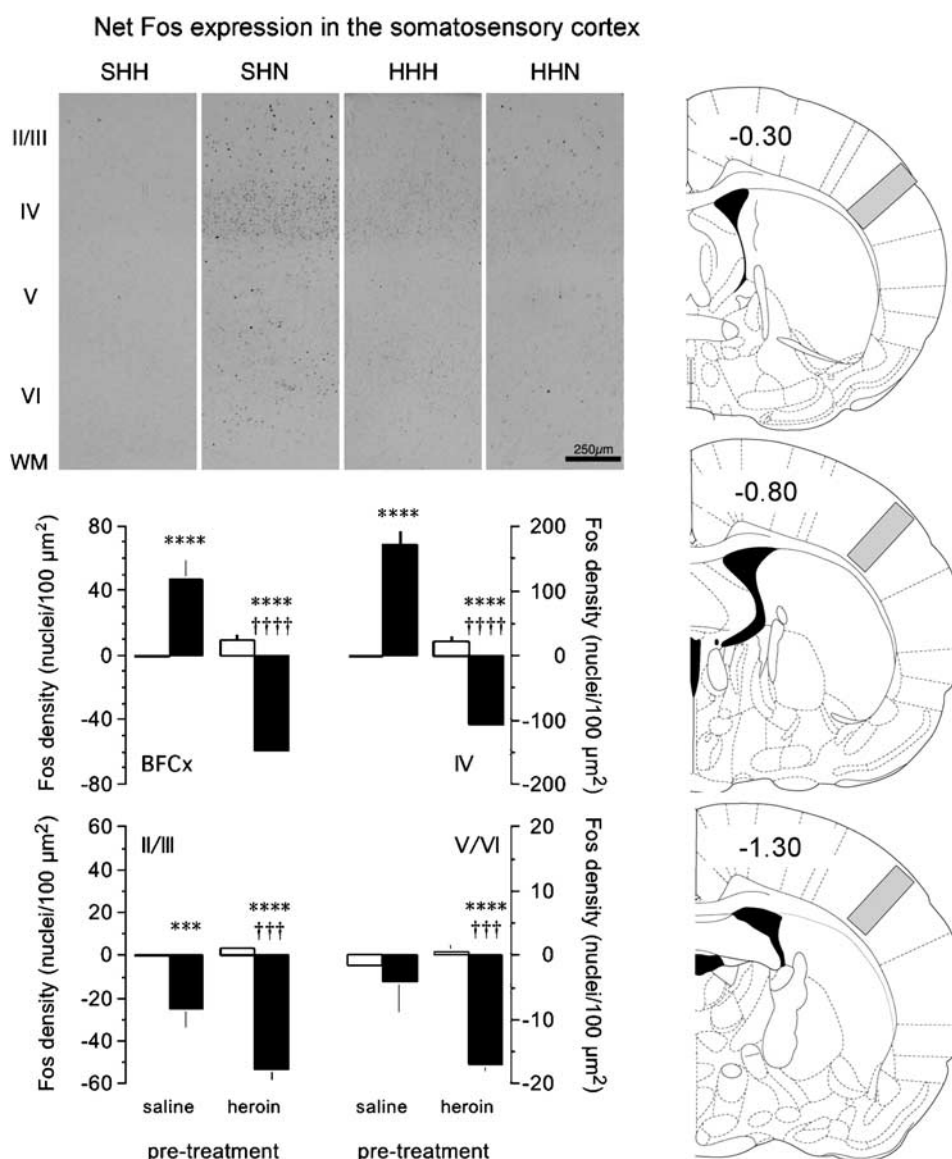 Net Fos expression in the somatosensory cortex
SHH SHN HHH HHN
II/III
IV
V
VI
WM
250µm
-0.30
-0.80
-1.30
Fos density (nuclei/100 µm²)
80
40
0
-40
-80
****
****
††††
BFCx
****
****
††††
IV
200
100
0
-100
-200
Fos density (nuclei/100 µm²)
Fos density (nuclei/100 µm²)
60
40
20
0
-20
-40
-60
II/III
***
****
†††
V/VI
****
†††
20
10
0
-10
-20
Fos density (nuclei/100 µm²)
saline heroin saline heroin
pre-treatment pre-treatment